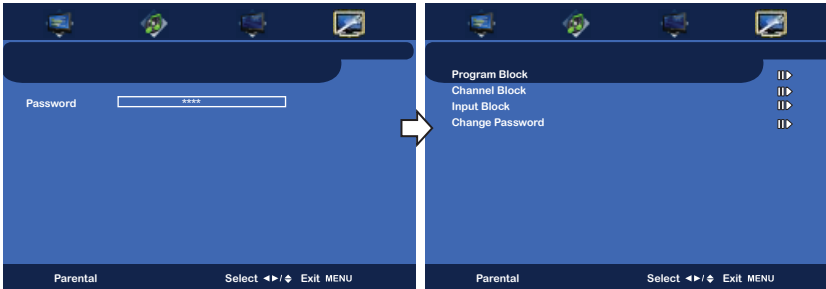 Password ****
Parental Select ◄►/◆ Exit MENU
Program Block
Channel Block
Input Block
Change Password
Parental Select ◄►/◆ Exit MENU